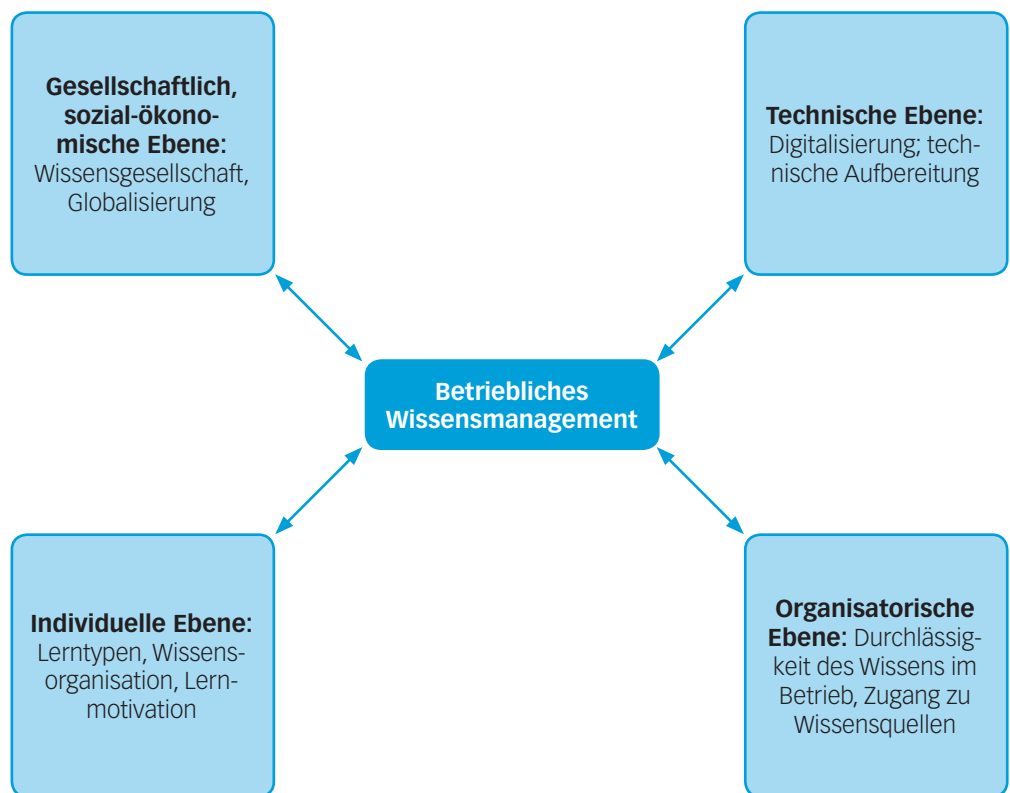 Gesellschaftlich,
sozial-ökono-
mische Ebene:
Wissensgesellschaft,
Globalisierung
Technische Ebene:
Digitalisierung; tech-
nische Aufbereitung
Betriebliches
Wissensmanagement
Individuelle Ebene:
Lerntypen, Wissens-
organisation, Lern-
motivation
Organisatorische
Ebene: Durchlässig-
keit des Wissens im
Betrieb, Zugang zu
Wissensquellen